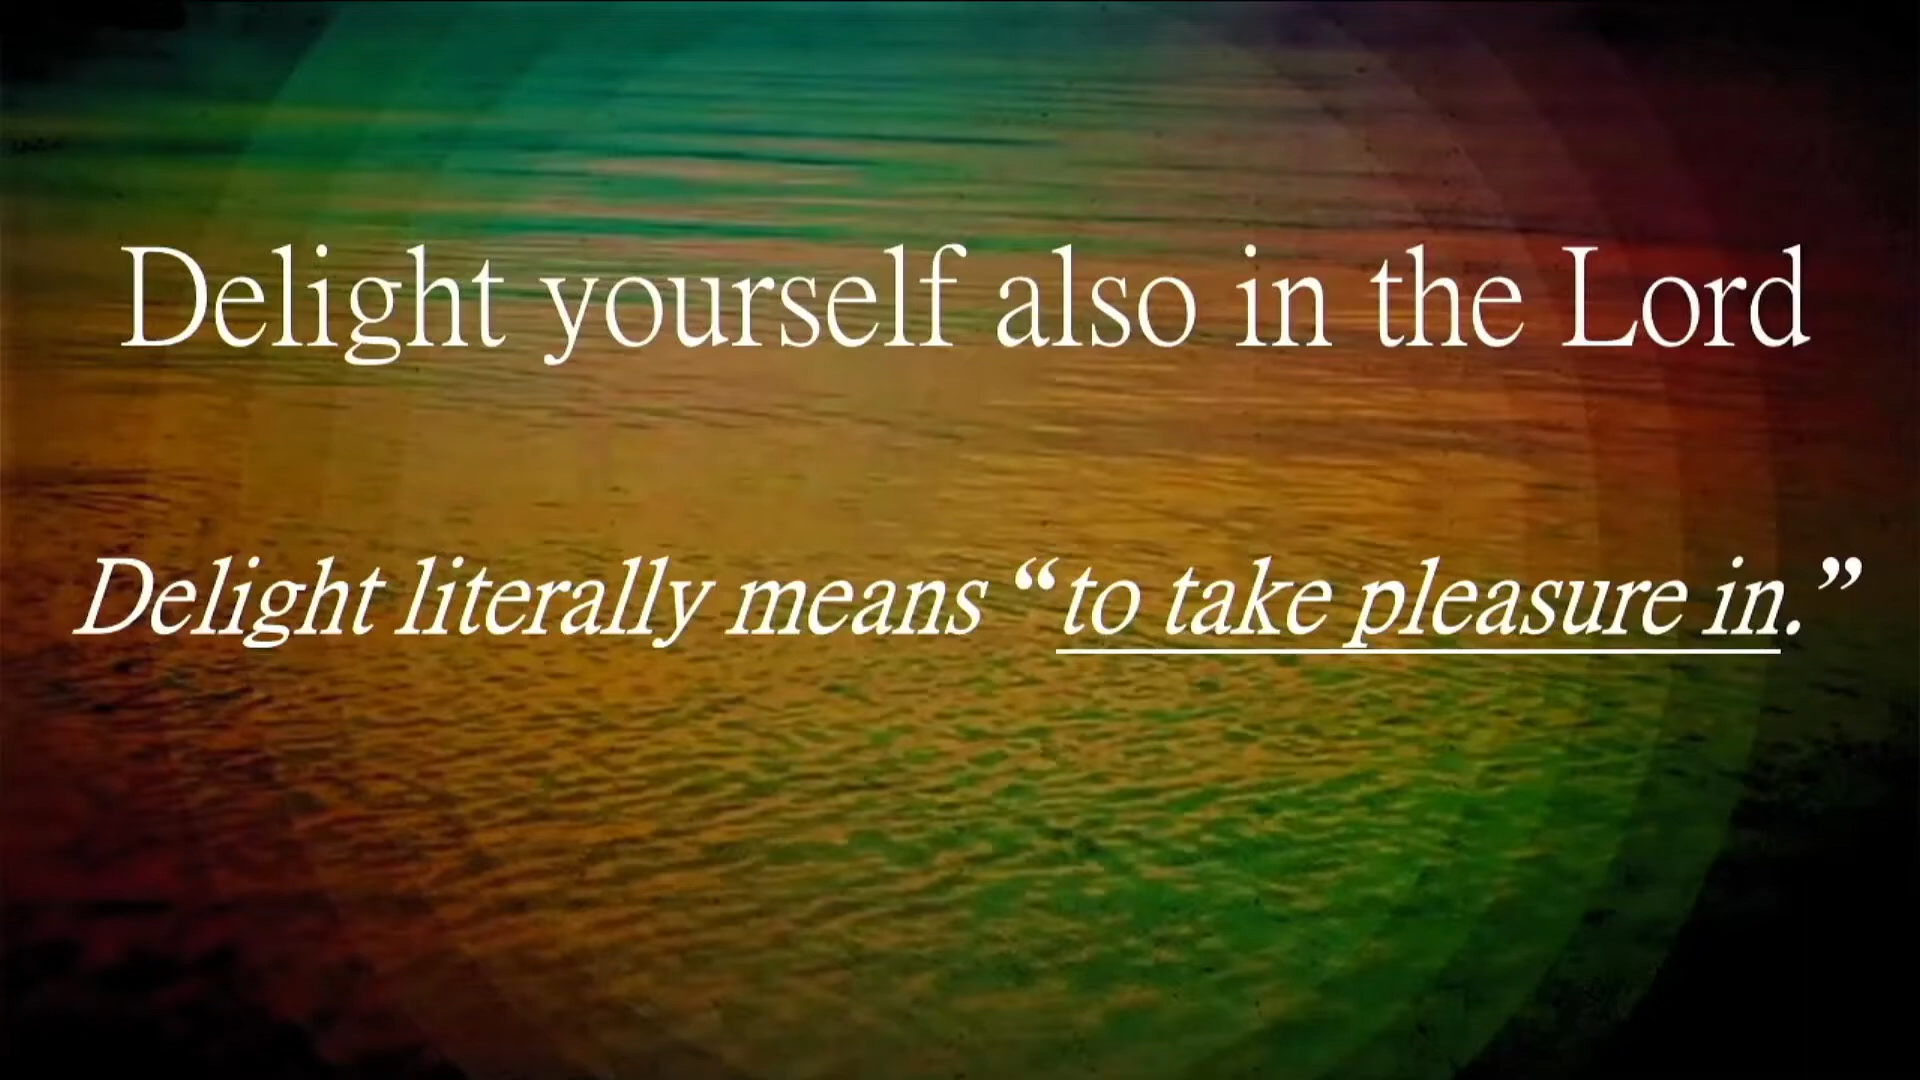 Delight yourself also in the Lord
Delight literally means “to take pleasure in.”